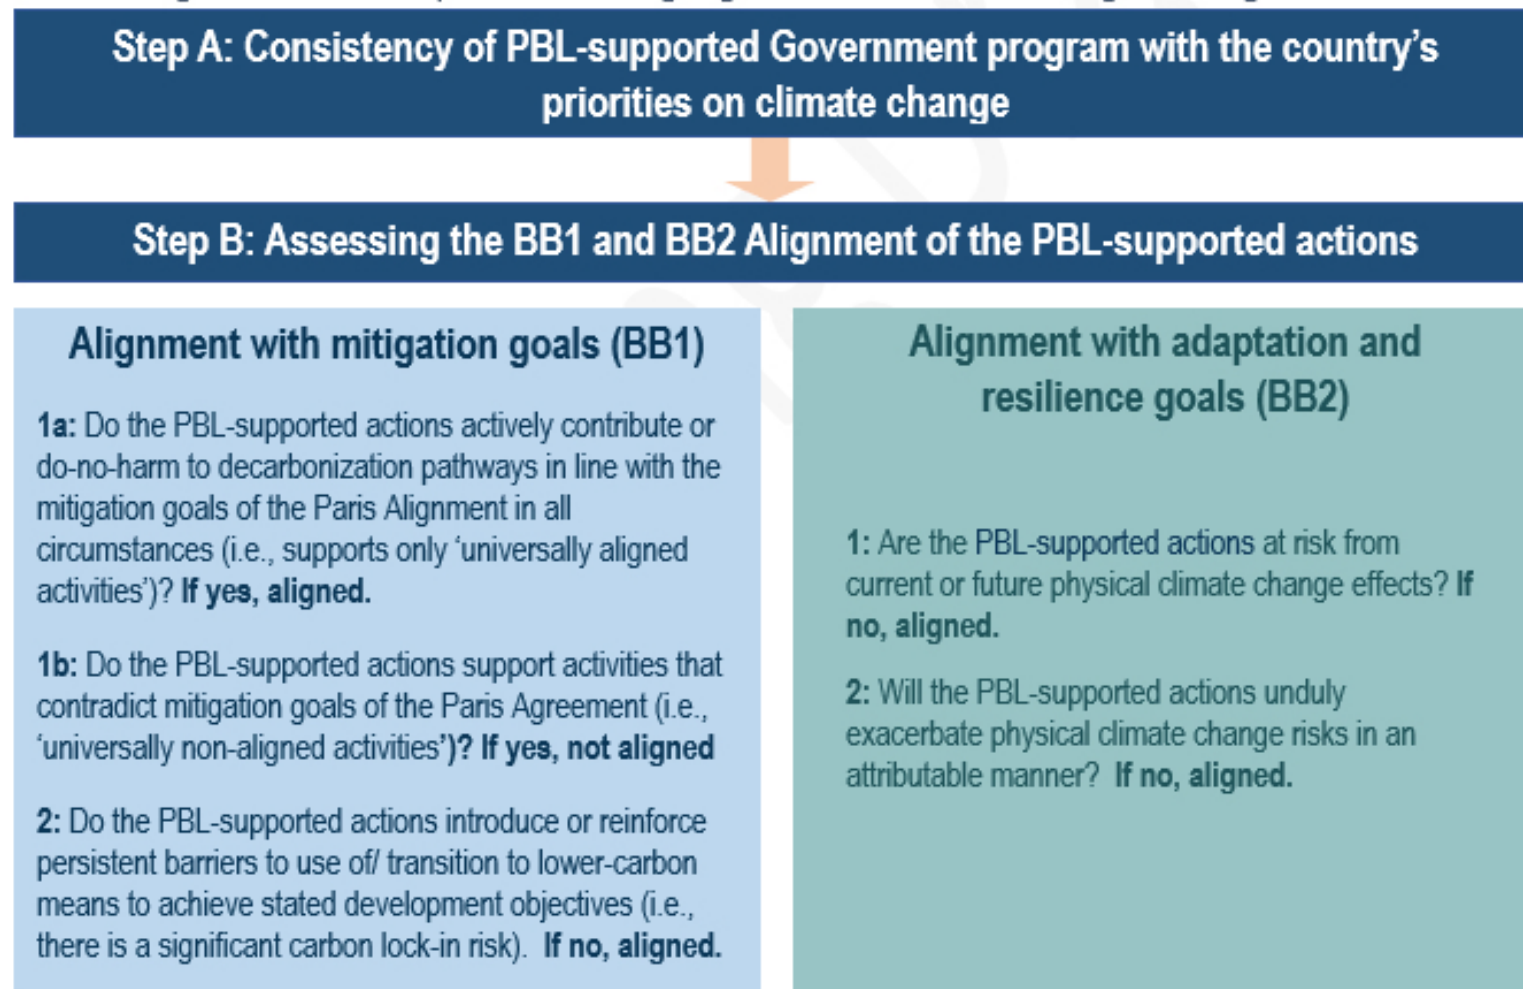 Step A: Consistency of PBL-supported Government program with the country’s
priorities on climate change
Step B: Assessing the BB1 and BB2 Alignment of the PBL-supported actions
Alignment with mitigation goals (BB1)
1a: Do the PBL-supported actions actively contribute or
do-no-harm to decarbonization pathways in line with the
mitigation goals of the Paris Alignment in all
circumstances (i.e., supports only ‘universally aligned
activities’)? If yes, aligned.
1b: Do the PBL-supported actions support activities that
contradict mitigation goals of the Paris Agreement (i.e.,
‘universally non-aligned activities’)? If yes, not aligned
2: Do the PBL-supported actions introduce or reinforce
persistent barriers to use of/ transition to lower-carbon
means to achieve stated development objectives (i.e.,
there is a significant carbon lock-in risk).  If no, aligned.
Alignment with adaptation and
resilience goals (BB2)
1: Are the PBL-supported actions at risk from
current or future physical climate change effects? If
no, aligned.
2: Will the PBL-supported actions unduly
exacerbate physical climate change risks in an
attributable manner?  If no, aligned.